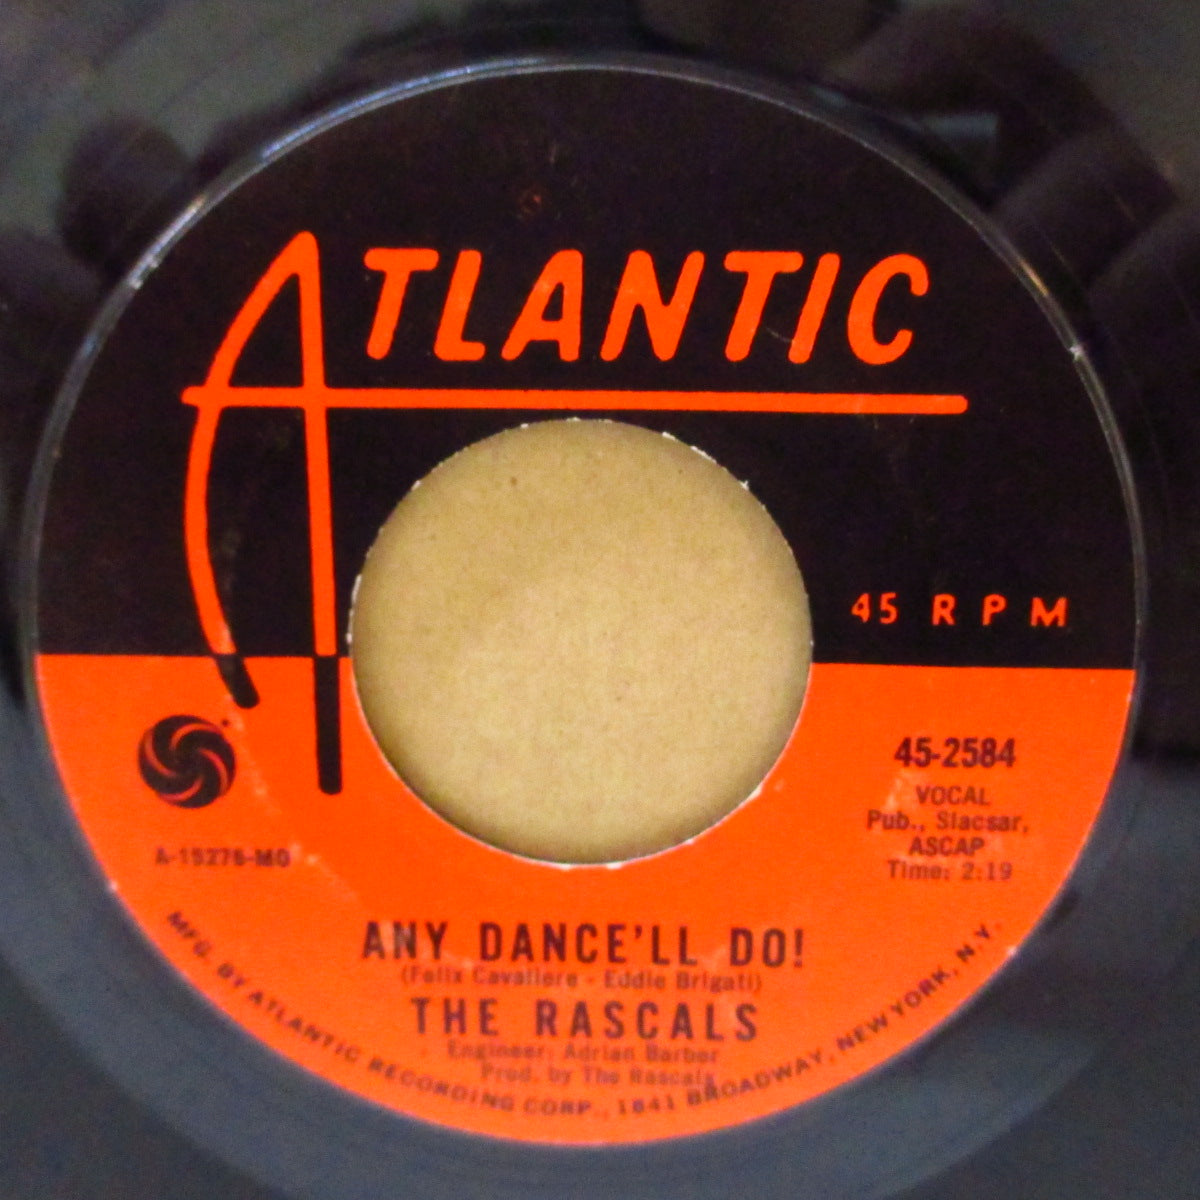 ATLANTIC
45 RPM
45-2584
VOCAL
Pub., Slacsar,
ASCAP
Time: 2:19
A-15276-MO
ANY DANCE'LL DO!
(Felix Cavaliere - Eddie Brigati)
THE RASCALS
Engineer: Adrian Barber
Prod. by The Rascals
MFG. BY ATLANTIC RECORDING CORP., 1841 BROADWAY, NEW YORK, N.Y.